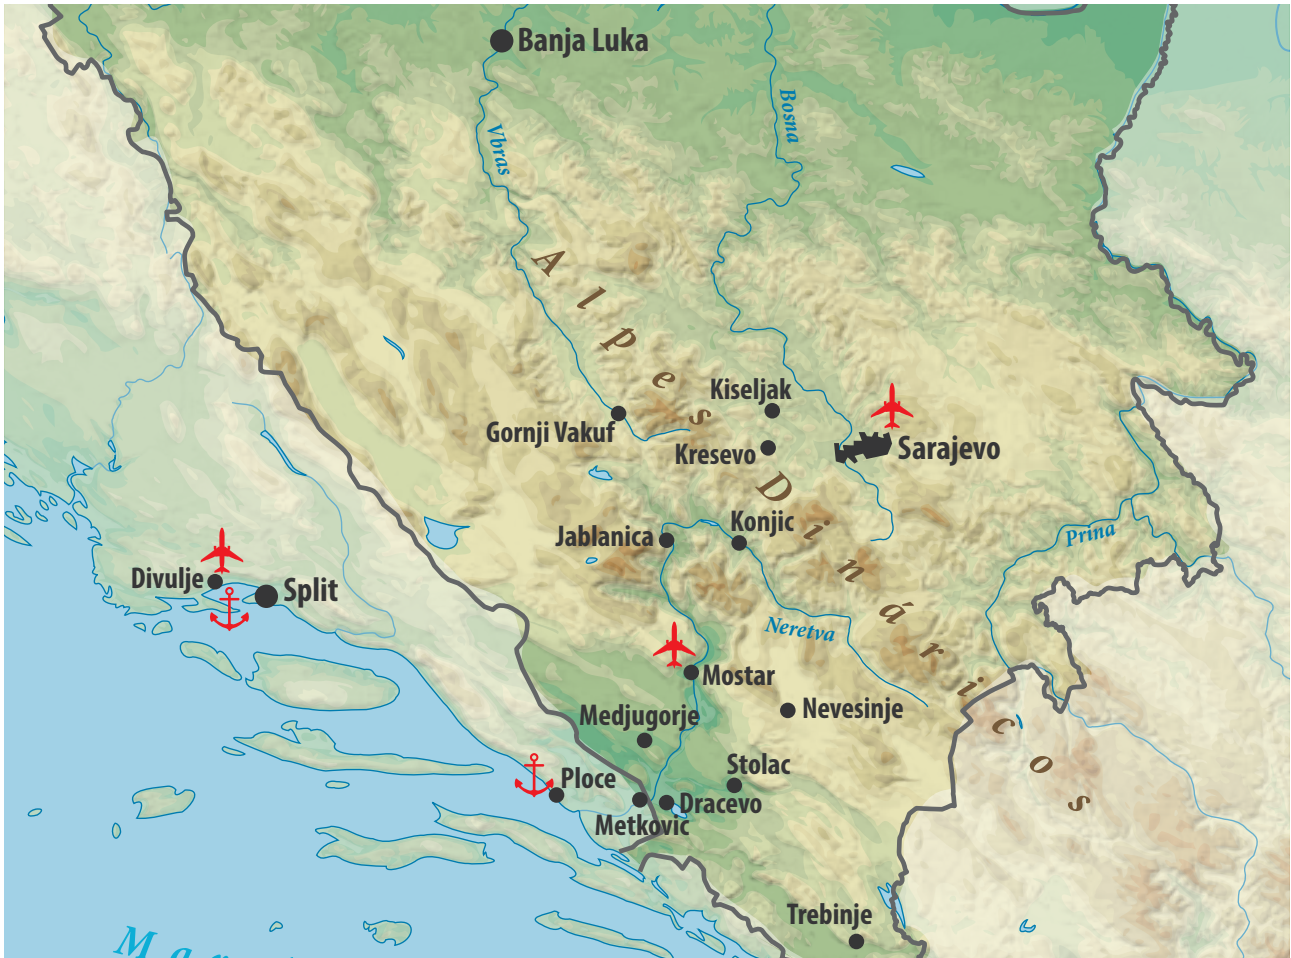 Banja Luka
Bosna
Vbras
Alpes Dináricos
Kiseljak
Gornji Vakuf
Kresevo
Sarajevo
Jablanica
Konjic
Prina
Divulje
Split
Neretva
Mostar
Medjugorje
Nevesinje
Ploce
Stolac
Dracevo
Metkovic
Trebinje